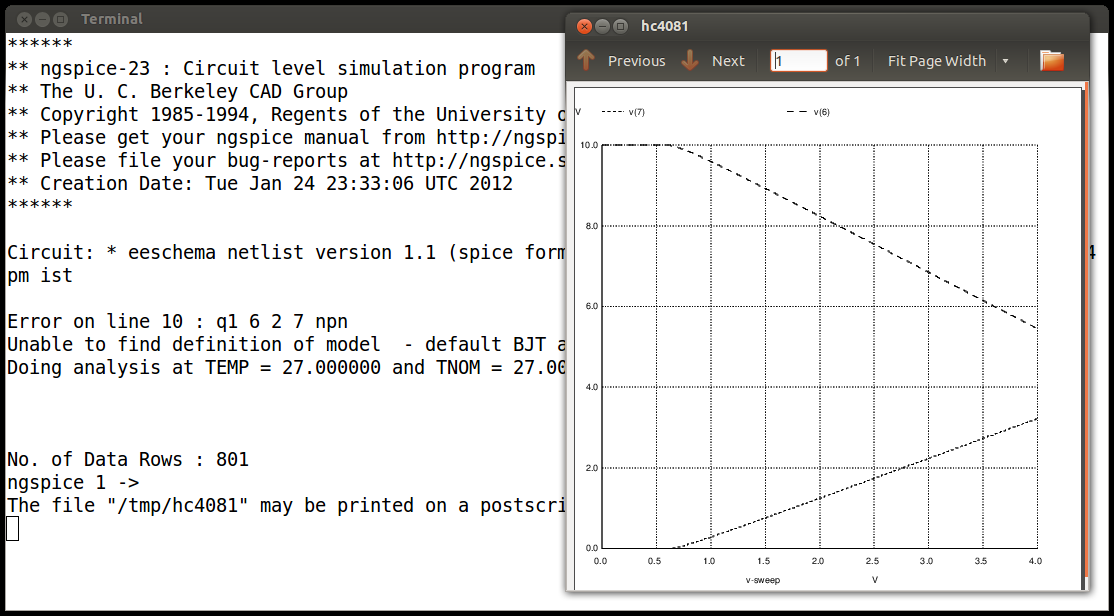 Terminal
******
** ngspice-23 : Circuit level simulation program
** The U. C. Berkeley CAD Group
** Copyright 1985-1994, Regents of the University o
** Please get your ngspice manual from http://ngspi
** Please file your bug-reports at http://ngspice.s
** Creation Date: Tue Jan 24 23:33:06 UTC 2012
******
Circuit: * eeschema netlist version 1.1 (spice form
4
pm ist
Error on line 10 : q1 6 2 7 npn
Unable to find definition of model  - default BJT a
Doing analysis at TEMP = 27.000000 and TNOM = 27.00
No. of Data Rows : 801
ngspice 1 ->
The file "/tmp/hc4081" may be printed on a postscri
hc4081
Previous Next 1 of 1 Fit Page Width
V v(7) v(6)
10.0
8.0
6.0
4.0
2.0
0.0
0.0 0.5 1.0 1.5 2.0 2.5 3.0 3.5 4.0
v-sweep V